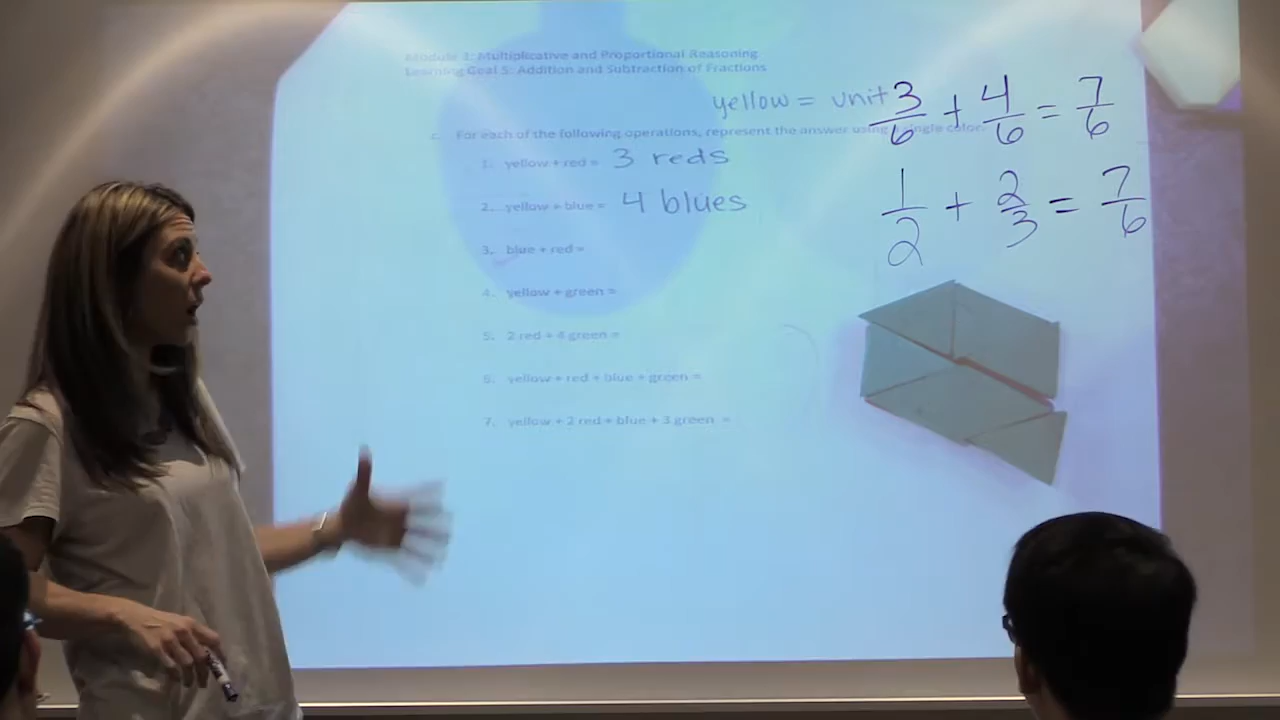 Module 1: Multiplicative and Proportional Reasoning
Learning Goal 5: Addition and Subtraction of Fractions
yellow = unit
3/6 + 4/6 = 7/6
c. For each of the following operations, represent the answer using a single color.
1. yellow + red = 3 reds
1/2 + 2/3 = 7/6
2. yellow + blue = 4 blues
3. blue + red =
4. yellow + green =
5. 2 red + 4 green =
6. yellow + red + blue + green =
7. yellow + 2 red + blue + 3 green =